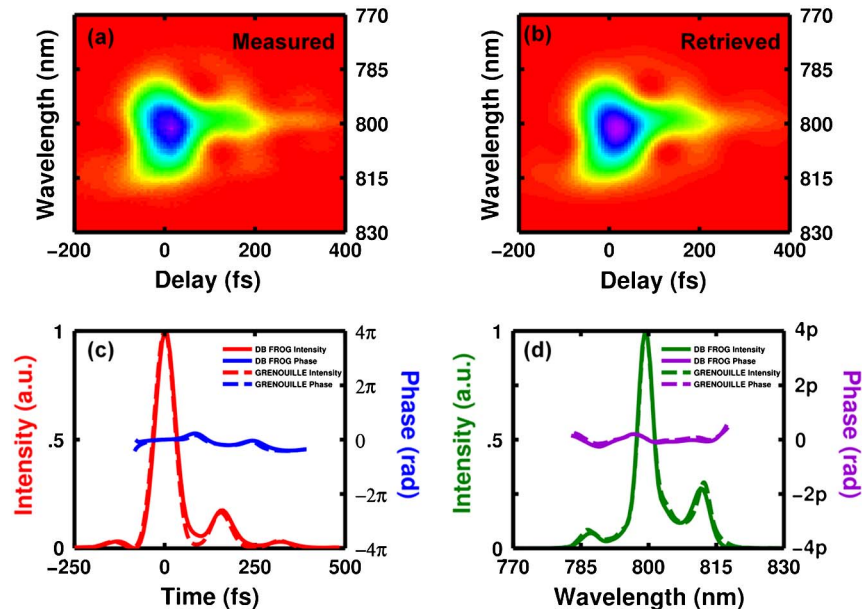 (a) Measured
Wavelength (nm)
770
785
800
815
830
-200 0 200 400
Delay (fs)
(b) Retrieved
Wavelength (nm)
770
785
800
815
830
-200 0 200 400
Delay (fs)
(c)
Intensity (a.u.)
1
.5
0
DB FROG Intensity
DB FROG Phase
GRENOUILLE Intensity
GRENOUILLE Phase
4π
2π
0
−2π
−4π
Phase (rad)
-250 0 250 500
Time (fs)
(d)
Intensity (a.u.)
1
.5
0
DB FROG Intensity
DB FROG Phase
GRENOUILLE Intensity
GRENOUILLE Phase
4p
2p
0
-2p
-4p
Phase (rad)
770 785 800 815 830
Wavelength (nm)